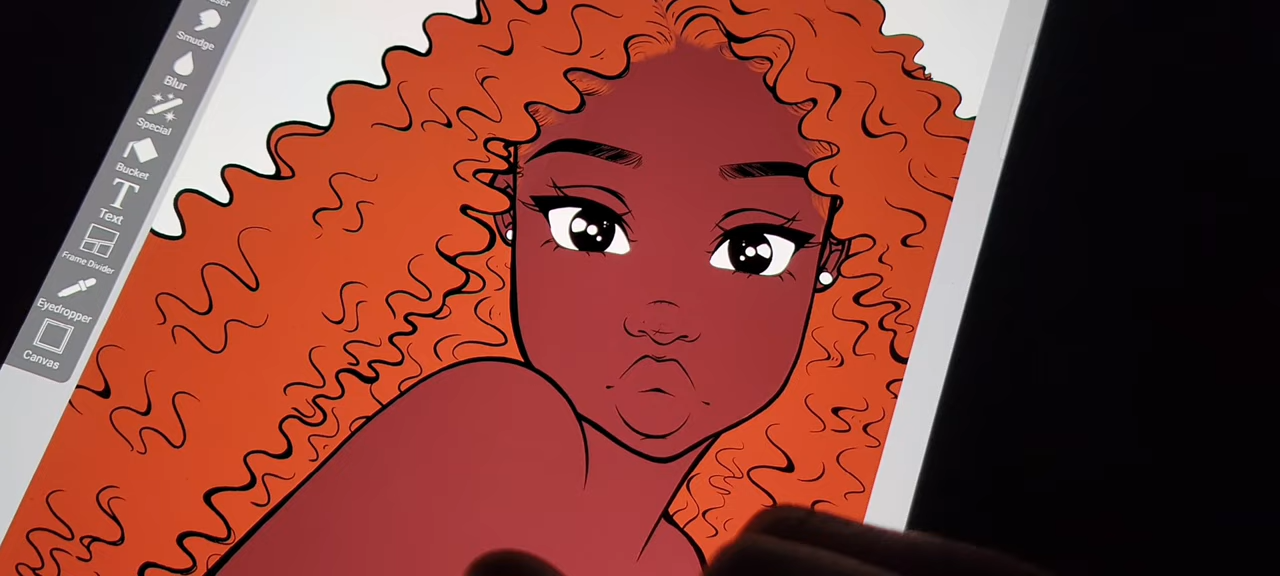 Smudge
Blur
Special
Bucket
Text
Frame Divider
Eyedropper
Canvas